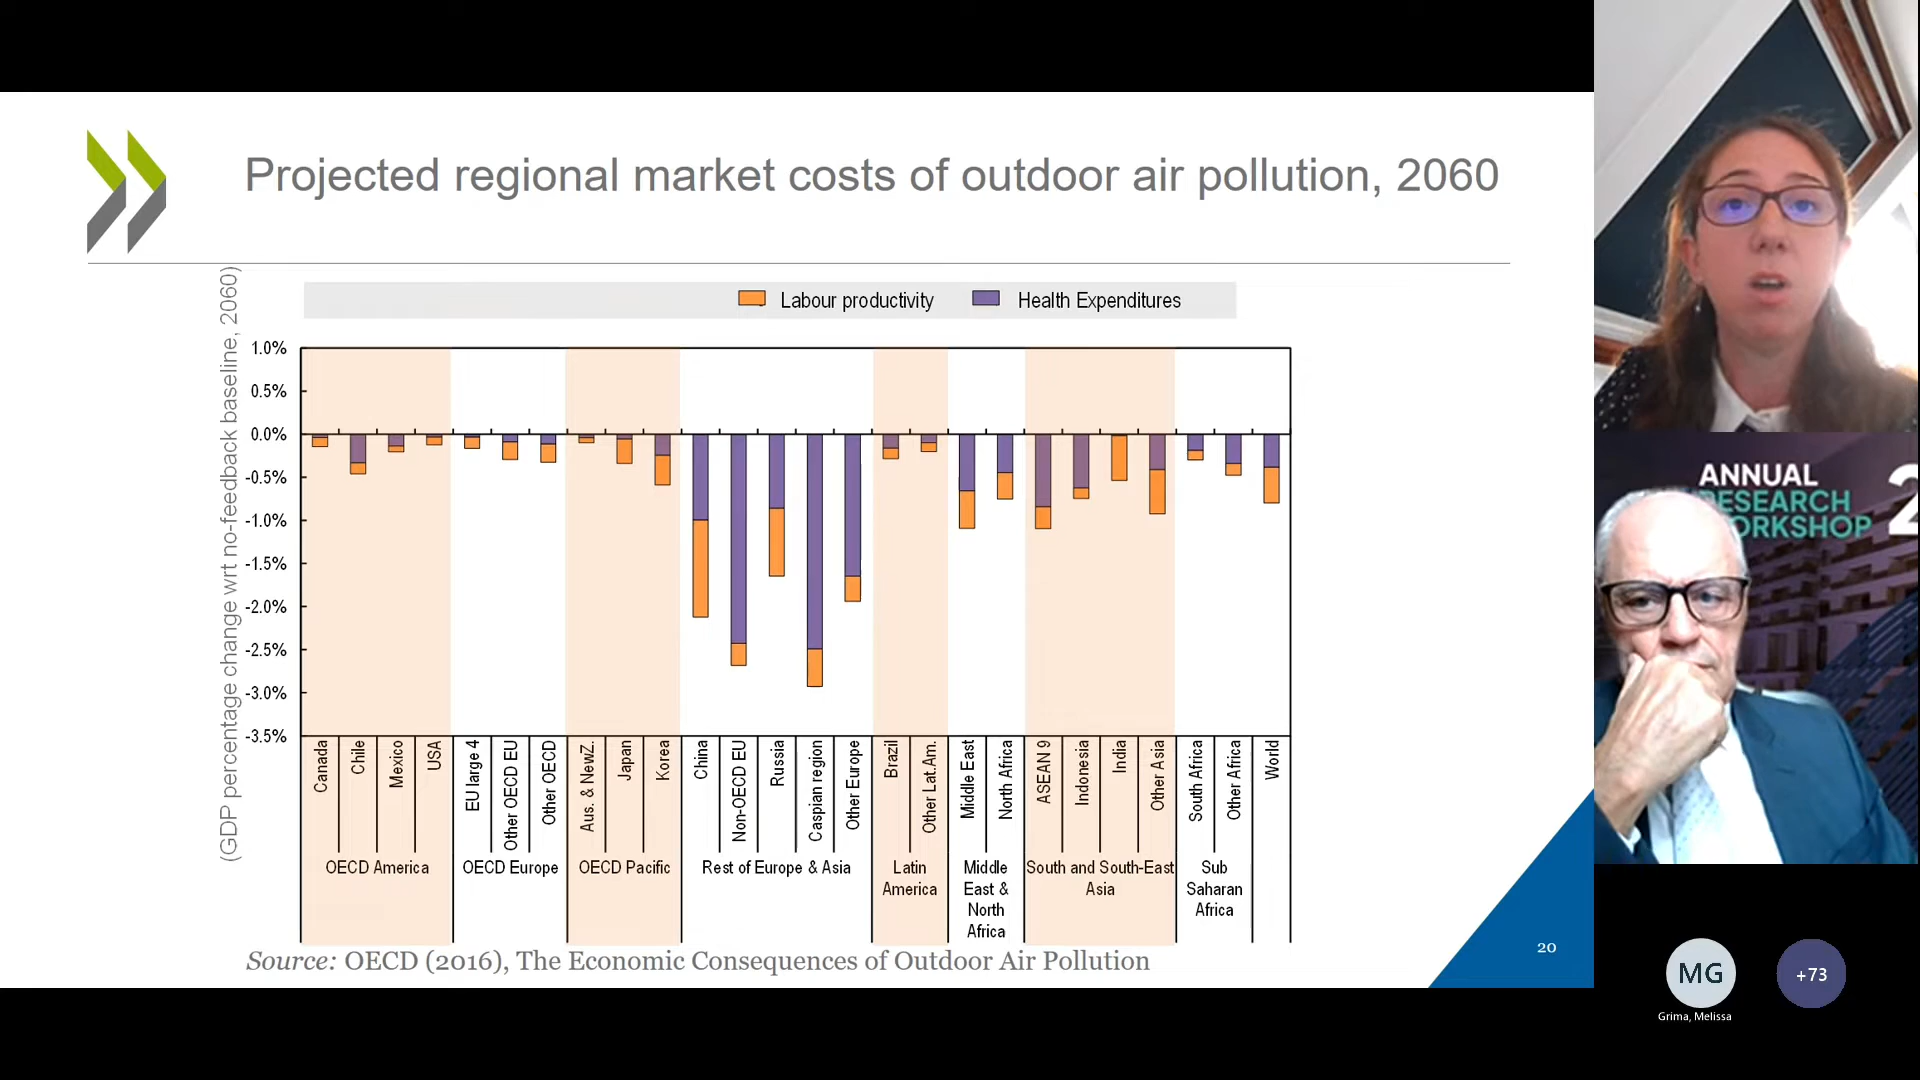 Projected regional market costs of outdoor air pollution, 2060
Labour productivity
Health Expenditures
(GDP percentage change wrt no-feedback baseline, 2060)
1.0%
0.5%
0.0%
-0.5%
-1.0%
-1.5%
-2.0%
-2.5%
-3.0%
-3.5%
Canada
Chile
Mexico
USA
EU large 4
Other OECD EU
Other OECD
Aus. & NewZ.
Japan
Korea
China
Non-OECD EU
Russia
Caspian region
Other Europe
Brazil
Other Lat.Am.
Middle East
North Africa
ASEAN 9
Indonesia
India
Other Asia
South Africa
Other Africa
World
OECD America
OECD Europe
OECD Pacific
Rest of Europe & Asia
Latin
America
Middle
East &
North
Africa
South and South-East
Asia
Sub
Saharan
Africa
Source: OECD (2016), The Economic Consequences of Outdoor Air Pollution
20
ANNUAL
ESEARCH
ORKSHOP
2
MG
+73
Grima, Melissa